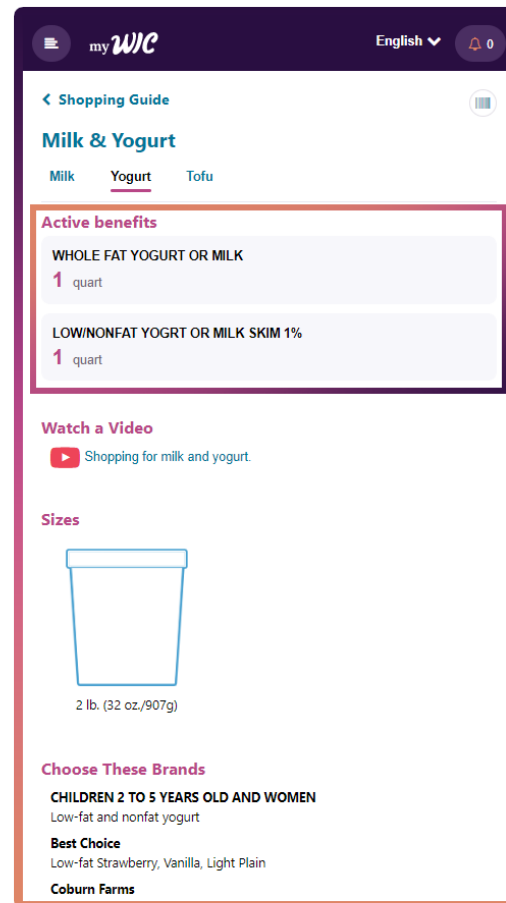 my WIC
English
0
Shopping Guide
Milk & Yogurt
Milk Yogurt Tofu
Active benefits
WHOLE FAT YOGURT OR MILK
1 quart
LOW/NONFAT YOGRT OR MILK SKIM 1%
1 quart
Watch a Video
Shopping for milk and yogurt.
Sizes
2 lb. (32 oz./907g)
Choose These Brands
CHILDREN 2 TO 5 YEARS OLD AND WOMEN
Low-fat and nonfat yogurt
Best Choice
Low-fat Strawberry, Vanilla, Light Plain
Coburn Farms